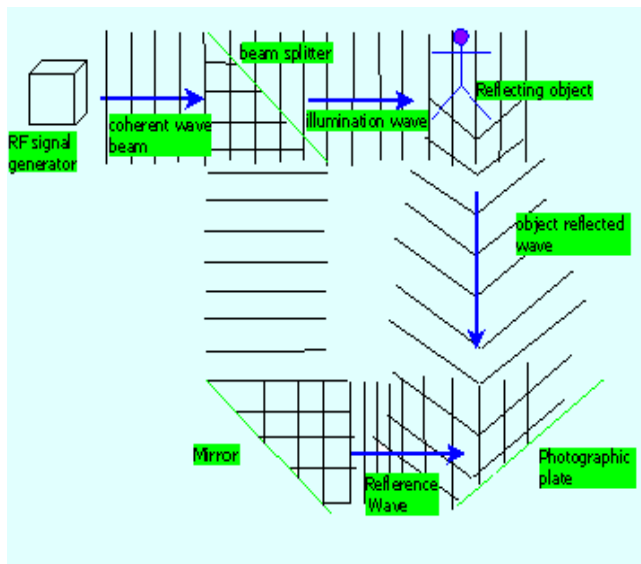 beam splitter
Reflecting object
RF signal
generator
coherent wave
beam
illumination wave
object reflected
wave
Mirror
Refference
Wave
Photographic
plate